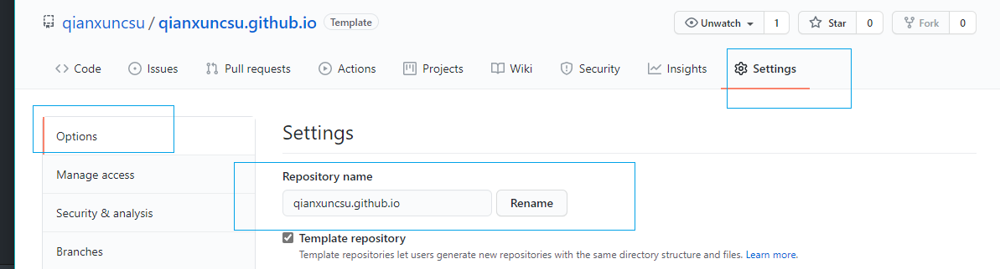 qianxuncsu / qianxuncsu.github.io Template Unwatch 1 Star 0 Fork 0
Code Issues Pull requests Actions Projects Wiki Security Insights Settings
Options
Manage access
Security & analysis
Branches
Settings
Repository name
qianxuncsu.github.io Rename
Template repository
Template repositories let users generate new repositories with the same directory structure and files. Learn more.